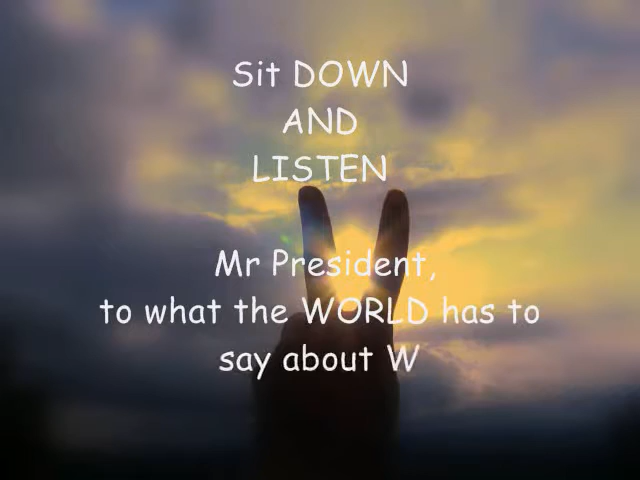 Sit DOWN
AND
LISTEN
Mr President,
to what the WORLD has to
say about W